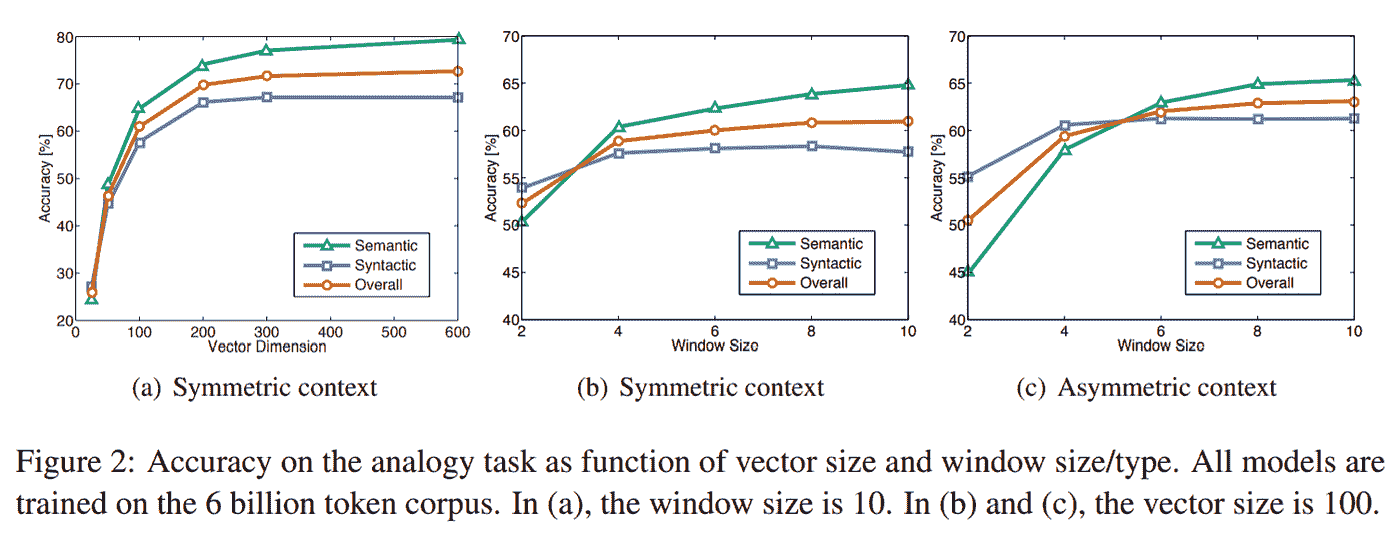 80
70
60
50
40
30
20
Accuracy [%]
0 100 200 300 400 500 600
Vector Dimension
Semantic
Syntactic
Overall
(a) Symmetric context
70
65
60
55
50
45
40
Accuracy [%]
2 4 6 8 10
Window Size
Semantic
Syntactic
Overall
(b) Symmetric context
70
65
60
55
50
45
40
Accuracy [%]
2 4 6 8 10
Window Size
Semantic
Syntactic
Overall
(c) Asymmetric context
Figure 2: Accuracy on the analogy task as function of vector size and window size/type. All models are
trained on the 6 billion token corpus. In (a), the window size is 10. In (b) and (c), the vector size is 100.